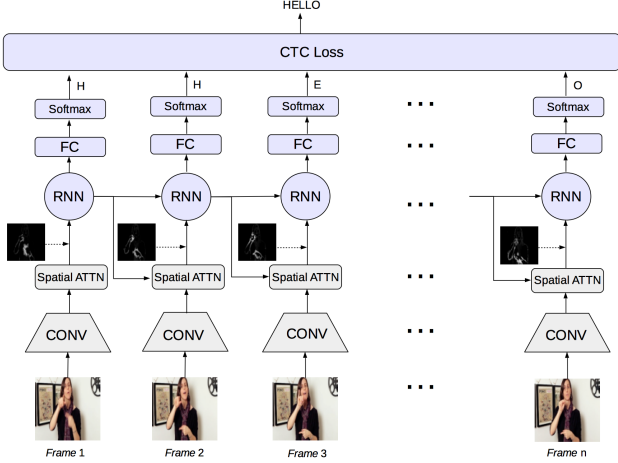 HELLO
CTC Loss
H H E O
Softmax Softmax Softmax ... Softmax
FC FC FC ... FC
RNN RNN RNN ... RNN
Spatial ATTN Spatial ATTN Spatial ATTN ... Spatial ATTN
CONV CONV CONV ... CONV
...
Frame 1 Frame 2 Frame 3 Frame n